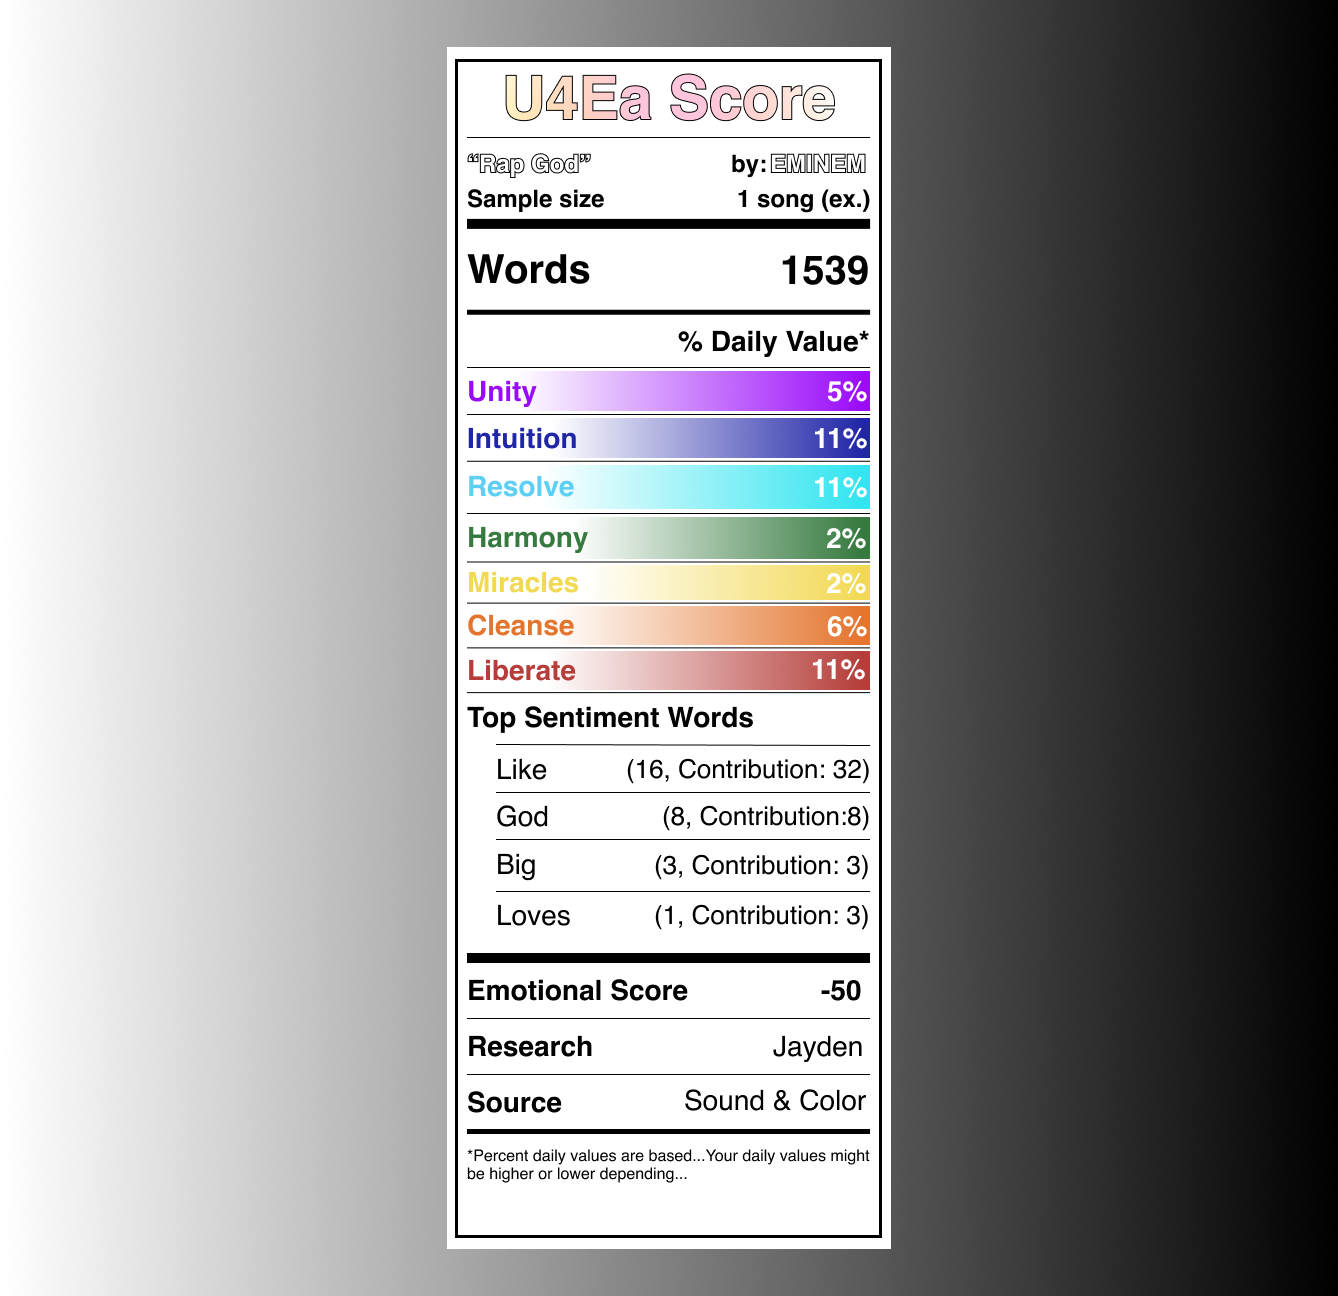 U4Ea Score
“Rap God” by: EMINEM
Sample size 1 song (ex.)
Words 1539
% Daily Value*
Unity 5%
Intuition 11%
Resolve 11%
Harmony 2%
Miracles 2%
Cleanse 6%
Liberate 11%
Top Sentiment Words
Like (16, Contribution: 32)
God (8, Contribution:8)
Big (3, Contribution: 3)
Loves (1, Contribution: 3)
Emotional Score -50
Research Jayden
Source Sound & Color
*Percent daily values are based...Your daily values might
be higher or lower depending...